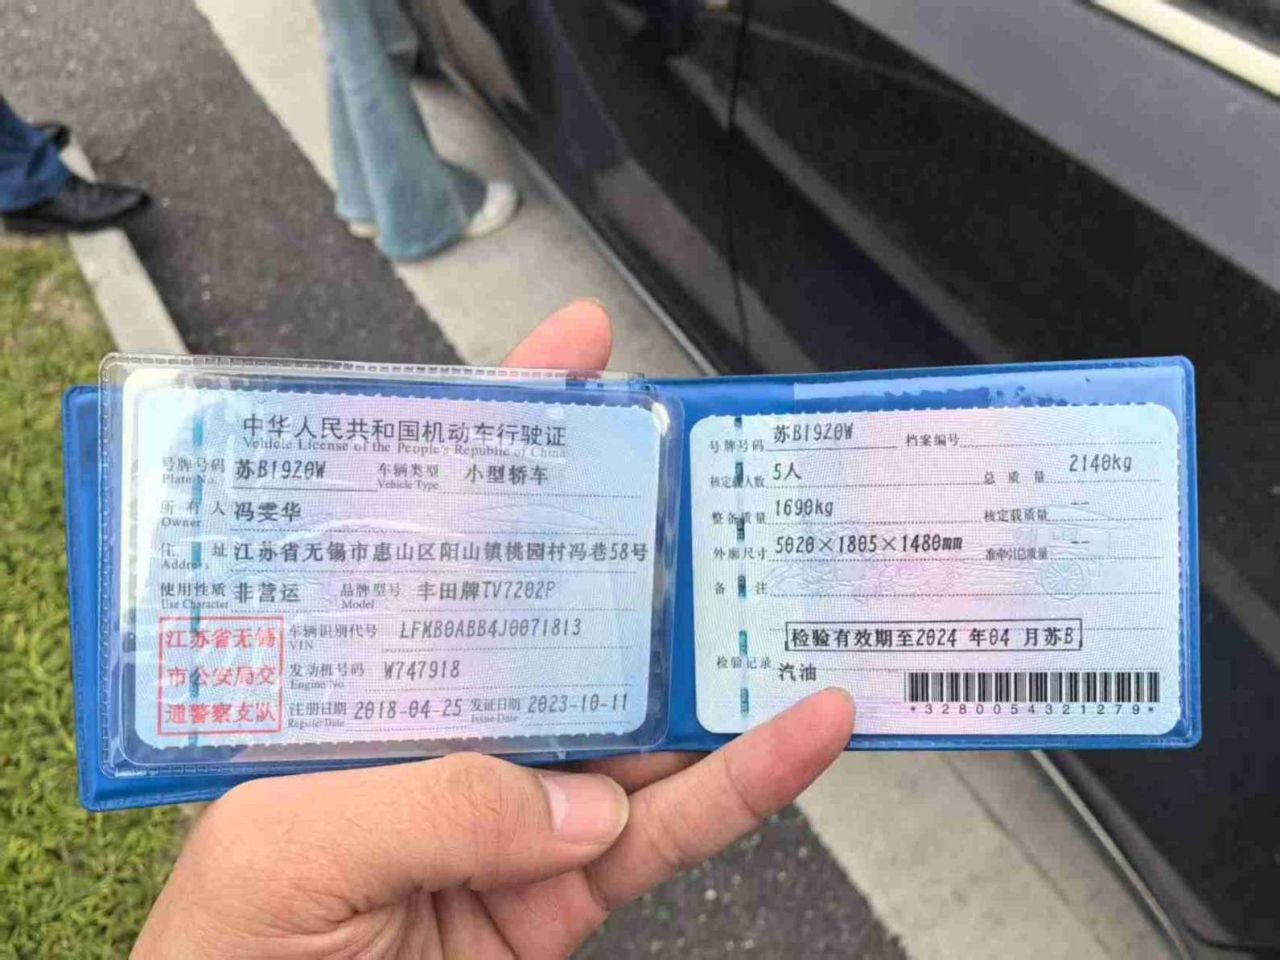 中华人民共和国机动车行驶证
Vehicle License of the People's Republic of China
号牌号码 苏B1920W 车辆类型 小型轿车
Plate No. Vehicle Type
所有人 冯雯华
Owner
住址 江苏省无锡市惠山区阳山镇桃园村冯巷58号
Address
使用性质 非营运 品牌型号 丰田牌TV7202P
Use Character Model
江苏省无锡
市公安局交
通警察支队
车辆识别代号 LFMB0ABB4J0071813
VIN
发动机号码 W747918
Engine No.
注册日期 2018-04-25 发证日期 2023-10-11
Register Date Issue Date
号牌号码 苏B1920W 档案编号
核定载人数 5人 总质量 2140kg
整备质量 1690kg 核定载质量 --
外廓尺寸 5020×1805×1480mm 准牵引总质量 --
备注
检验有效期至2024年04月苏B
检验记录
汽油
*3280054321279*